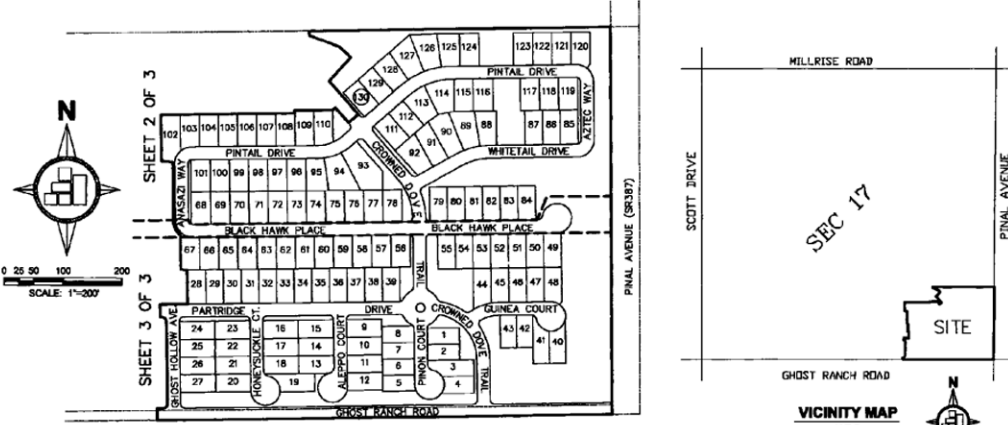 126 125 124 123 122 121 120
127
128 PINTAIL DRIVE
129
130 114 115 116 117 118 119
113
112
111 90 89 88 87 86 85
91
92
AZTEC WAY
WHITETAIL DRIVE
102 103 104 105 106 107 108 109 110
PINTAIL DRIVE
CROWNED DOVE
101 100 99 98 97 96 95 94 93
ANASAZI WAY
68 69 70 71 72 73 74 75 76 77 78
79 80 81 82 83 84
BLACK HAWK PLACE BLACK HAWK PLACE
67 66 65 64 63 62 61 60 59 58 57 56
55 54 53 52 51 50 49
TRAIL
28 29 30 31 32 33 34 35 36 37 38 39
44 45 46 47 48
PARTRIDGE DRIVE
CROWNED DOVE TRAIL
GUINEA COURT
43 42
41 40
GHOST HOLLOW AVE
24 23
25 22
26 21
27 20
HONEYSUCKLE CT.
16 15
17 14
18 13
19
ALEPPO COURT
9 8
10 7
11 6
12 5
PINON COURT
1
2
3
4
GHOST RANCH ROAD
PINAL AVENUE (SR387)
SHEET 2 OF 3
SHEET 3 OF 3
N
0 25 50 100 200
SCALE: 1"=200'
MILLRISE ROAD
SCOTT DRIVE
SEC 17
PINAL AVENUE
SITE
GHOST RANCH ROAD
N
VICINITY MAP